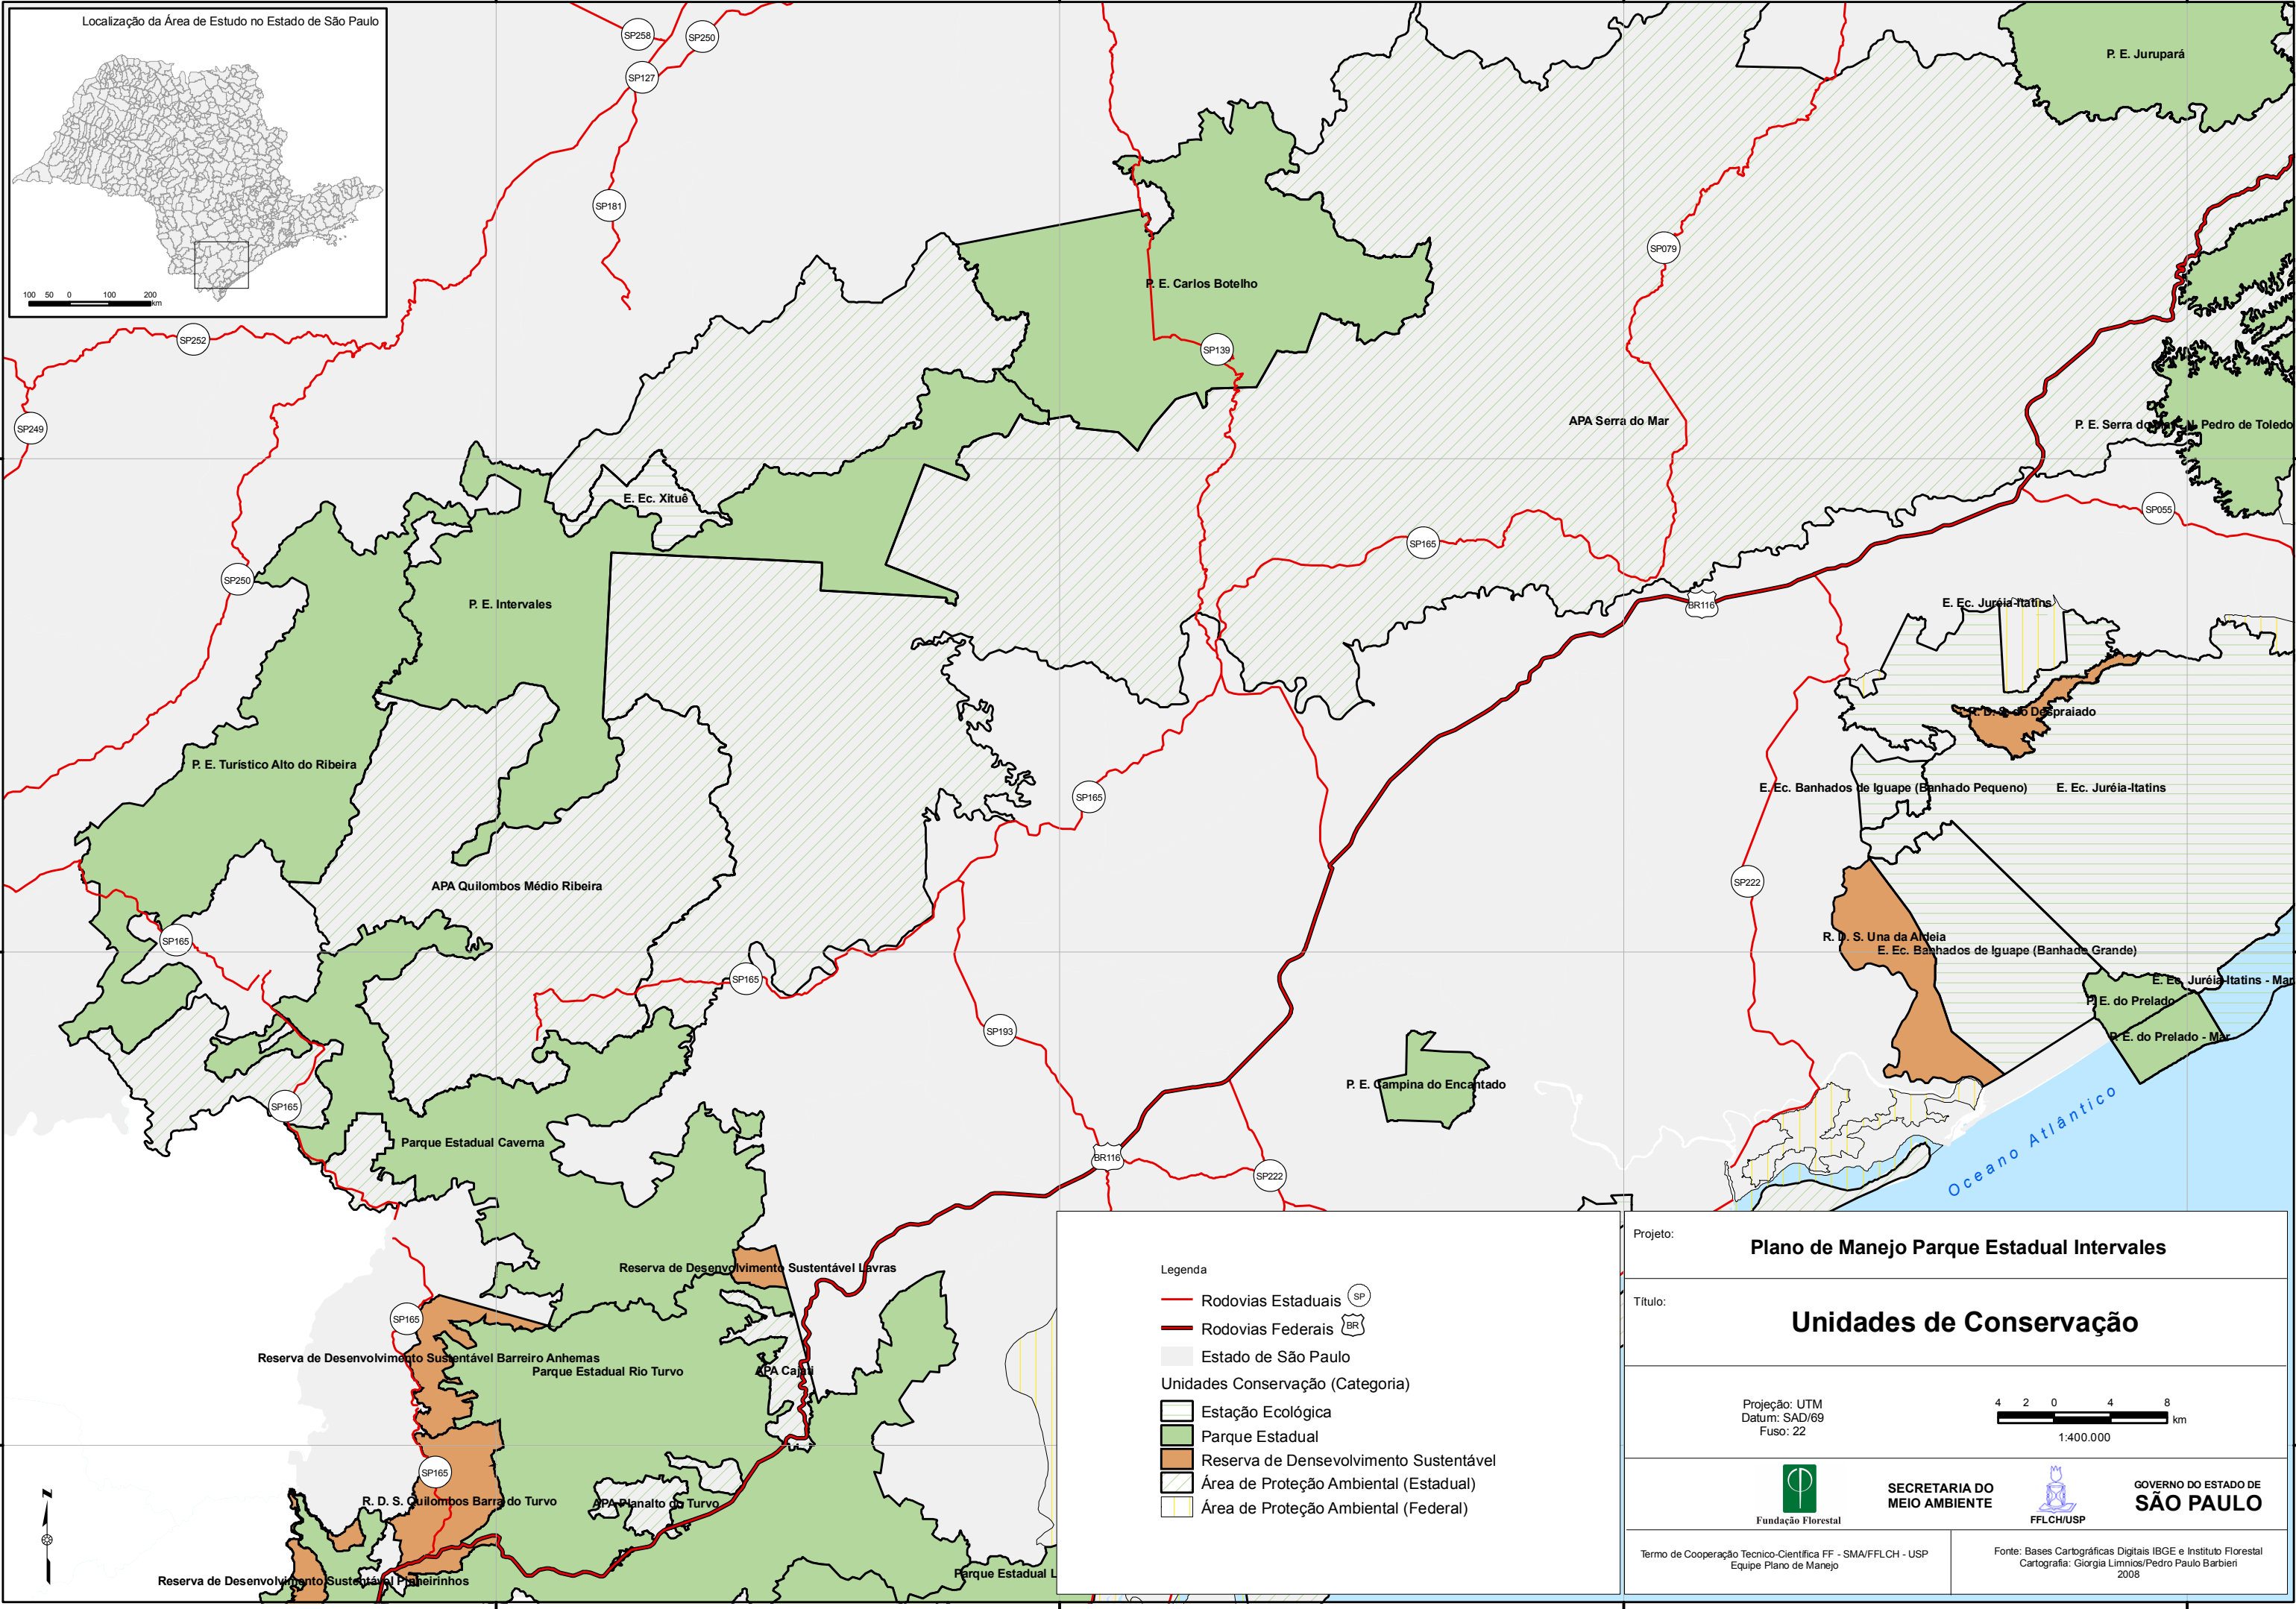 Localização da Área de Estudo no Estado de São Paulo
100 50 0 100 200
km
SP258
SP250
SP127
SP181
SP252
SP249
SP250
SP139
SP079
P. E. Jurupará
P. E. Carlos Botelho
APA Serra do Mar
P. E. Serra do Mar - N. Pedro de Toledo
E. Ec. Xituê
SP055
SP165
P. E. Intervales
BR116
E. Ec. Juréia-Itatins
R. D. S. do Despraiado
P. E. Turístico Alto do Ribeira
E. Ec. Banhados de Iguape (Banhado Pequeno)
E. Ec. Juréia-Itatins
SP165
APA Quilombos Médio Ribeira
SP222
SP165
R. D. S. Una da Aldeia
E. Ec. Banhados de Iguape (Banhado Grande)
SP165
E. Ec. Juréia-Itatins - Mar
P. E. do Prelado
SP193
P. E. do Prelado - Mar
P. E. Campina do Encantado
SP165
Parque Estadual Caverna
BR116
SP222
Oceano Atlântico
Reserva de Desenvolvimento Sustentável Lavras
SP165
Reserva de Desenvolvimento Sustentável Barreiro Anhemas
Parque Estadual Rio Turvo
APA Cajati
SP165
R. D. S. Quilombos Barra do Turvo
APA Planalto do Turvo
Reserva de Desenvolvimento Sustentável Pinheirinhos
Parque Estadual L
N
Legenda
Rodovias Estaduais SP
Rodovias Federais BR
Estado de São Paulo
Unidades Conservação (Categoria)
Estação Ecológica
Parque Estadual
Reserva de Densevolvimento Sustentável
Área de Proteção Ambiental (Estadual)
Área de Proteção Ambiental (Federal)
Projeto:
Plano de Manejo Parque Estadual Intervales
Título:
Unidades de Conservação
Projeção: UTM
Datum: SAD/69
Fuso: 22
4 2 0 4 8
km
1:400.000
Fundação Florestal
SECRETARIA DO
MEIO AMBIENTE
FFLCH/USP
GOVERNO DO ESTADO DE
SÃO PAULO
Termo de Cooperação Tecnico-Científica FF - SMA/FFLCH - USP
Equipe Plano de Manejo
Fonte: Bases Cartográficas Digitais IBGE e Instituto Florestal
Cartografia: Giorgia Limnios/Pedro Paulo Barbieri
2008